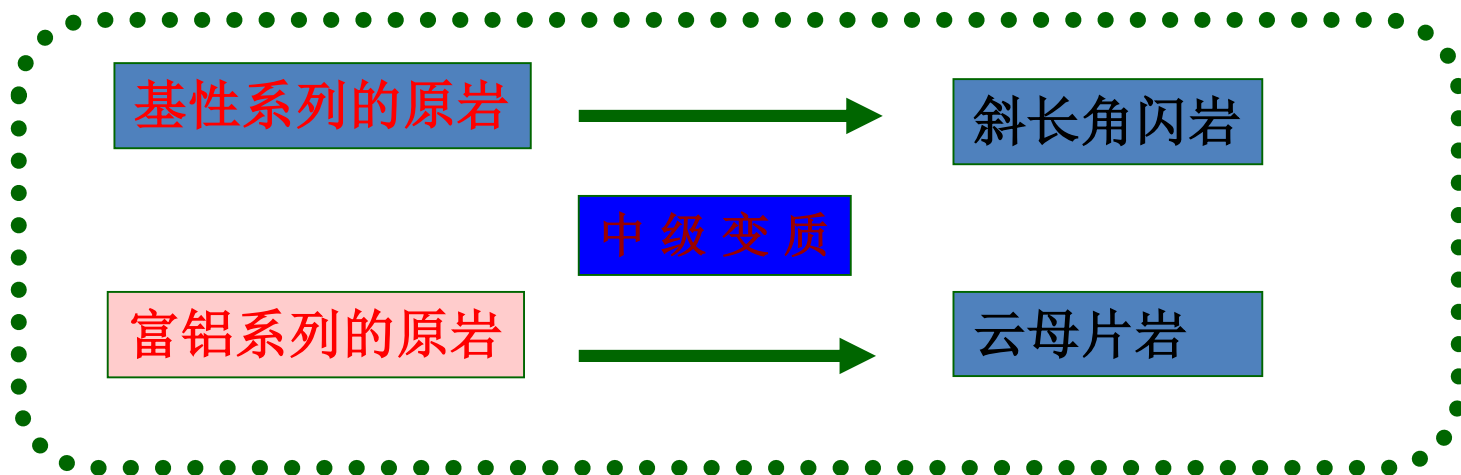 基性系列的原岩
斜长角闪岩
中 级 变 质
富铝系列的原岩
云母片岩